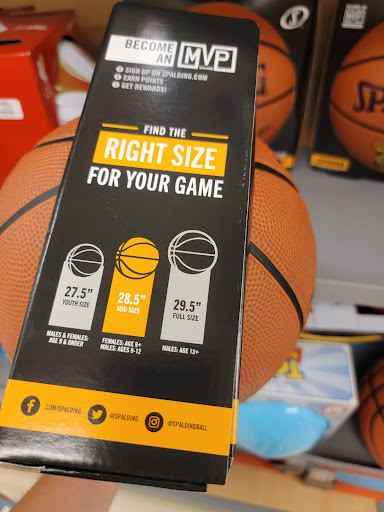 BECOME
AN MVP
SIGN UP ON SPALDING.COM
EARN POINTS
GET REWARDS!
FIND THE
RIGHT SIZE
FOR YOUR GAME
27.5"
YOUTH SIZE
MALES & FEMALES:
AGE 8 & UNDER
28.5"
MID SIZE
FEMALES: AGE 9+
MALES: AGES 9-12
29.5"
FULL SIZE
MALES: AGE 13+
.COM/SPALDING
@SPALDING
@SPALDINGBALL
MVP
SP